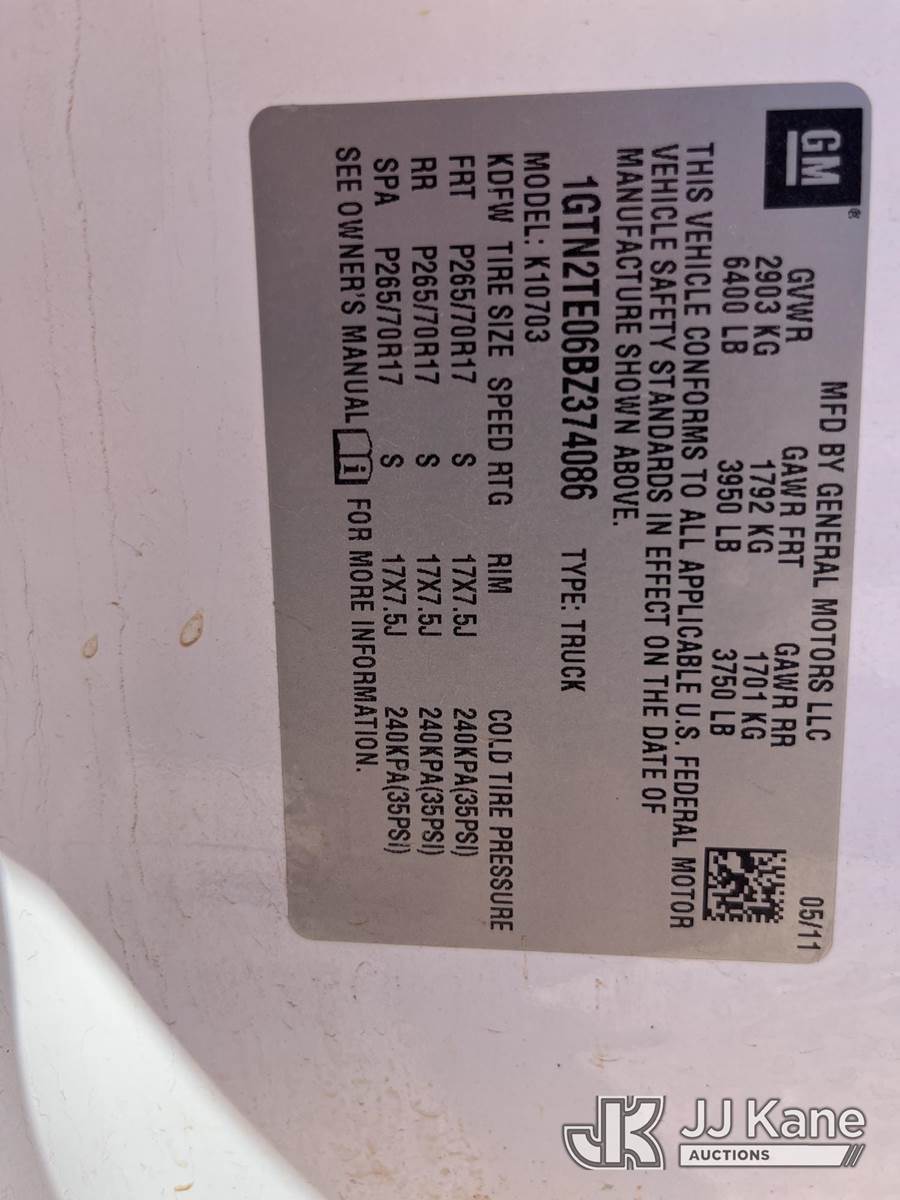 GM®
MFD BY GENERAL MOTORS LLC 05/11
GVWR GAWR FRT GAWR RR
2903 KG 1792 KG 1701 KG
6400 LB 3950 LB 3750 LB
THIS VEHICLE CONFORMS TO ALL APPLICABLE U.S. FEDERAL MOTOR
VEHICLE SAFETY STANDARDS IN EFFECT ON THE DATE OF
MANUFACTURE SHOWN ABOVE.
1GTN2TE06BZ374086 TYPE: TRUCK
MODEL: K10703
KDFW TIRE SIZE SPEED RTG RIM COLD TIRE PRESSURE
FRT P265/70R17 S 17X7.5J 240KPA(35PSI)
RR P265/70R17 S 17X7.5J 240KPA(35PSI)
SPA P265/70R17 S 17X7.5J 240KPA(35PSI)
SEE OWNER'S MANUAL i FOR MORE INFORMATION.
JK JJ Kane
AUCTIONS